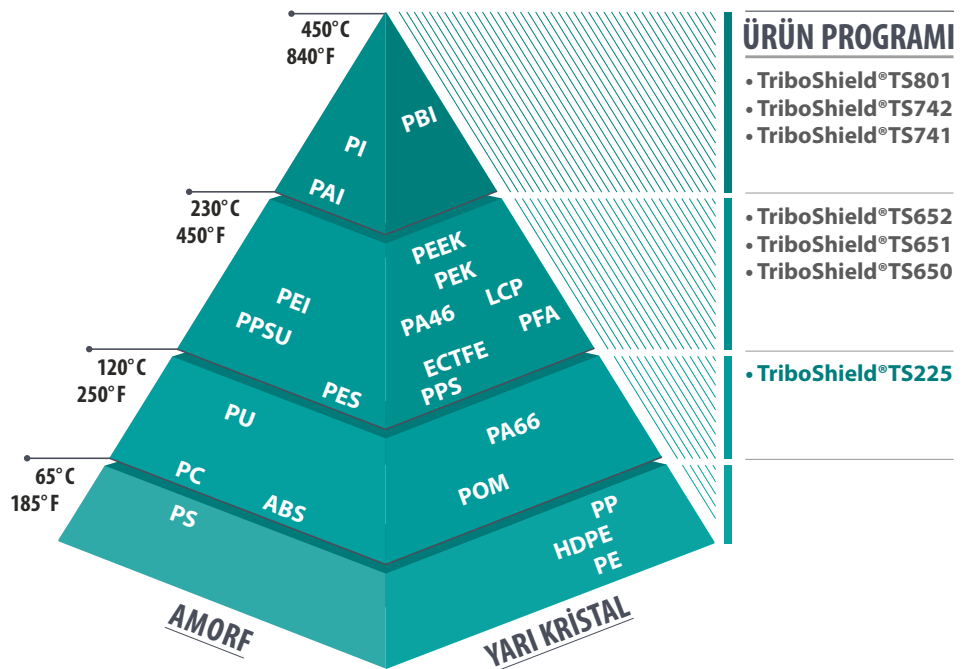 450°C
840°F
PI
PBI
PAI
230°C
450°F
PEEK
PEK
LCP
PEI
PA46
PFA
PPSU
ECTFE
PES
PPS
120°C
250°F
PU
PA66
PC
POM
ABS
65°C
185°F
PS
PP
HDPE
PE
AMORF
YARI KRİSTAL
ÜRÜN PROGRAMI
• TriboShield®TS801
• TriboShield®TS742
• TriboShield®TS741
• TriboShield®TS652
• TriboShield®TS651
• TriboShield®TS650
• TriboShield®TS225